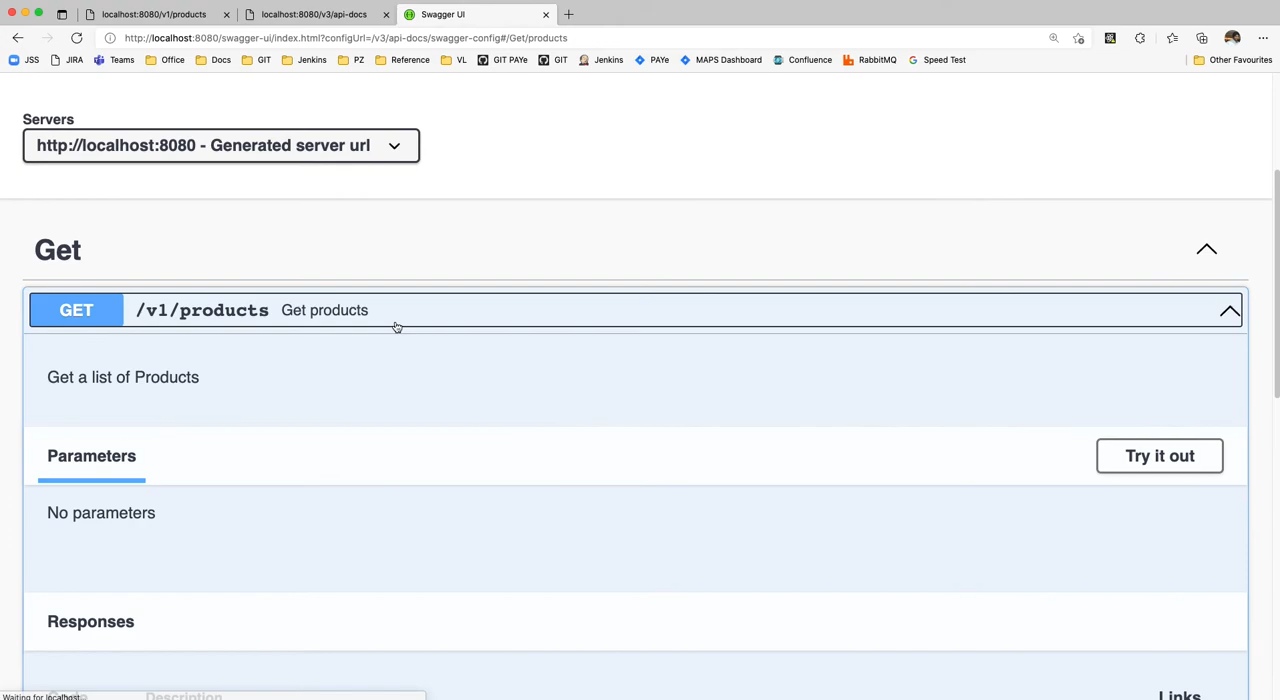 localhost:8080/v1/products
localhost:8080/v3/api-docs
Swagger UI
http://localhost:8080/swagger-ui/index.html?configUrl=/v3/api-docs/swagger-config#/Get/products
JSS JIRA Teams Office Docs GIT Jenkins PZ Reference VL GIT PAYe GIT Jenkins PAYe MAPS Dashboard Confluence RabbitMQ Speed Test Other Favourites
Servers
http://localhost:8080 - Generated server url
Get
GET /v1/products Get products
Get a list of Products
Parameters
Try it out
No parameters
Responses
Description Links
Waiting for localhost...